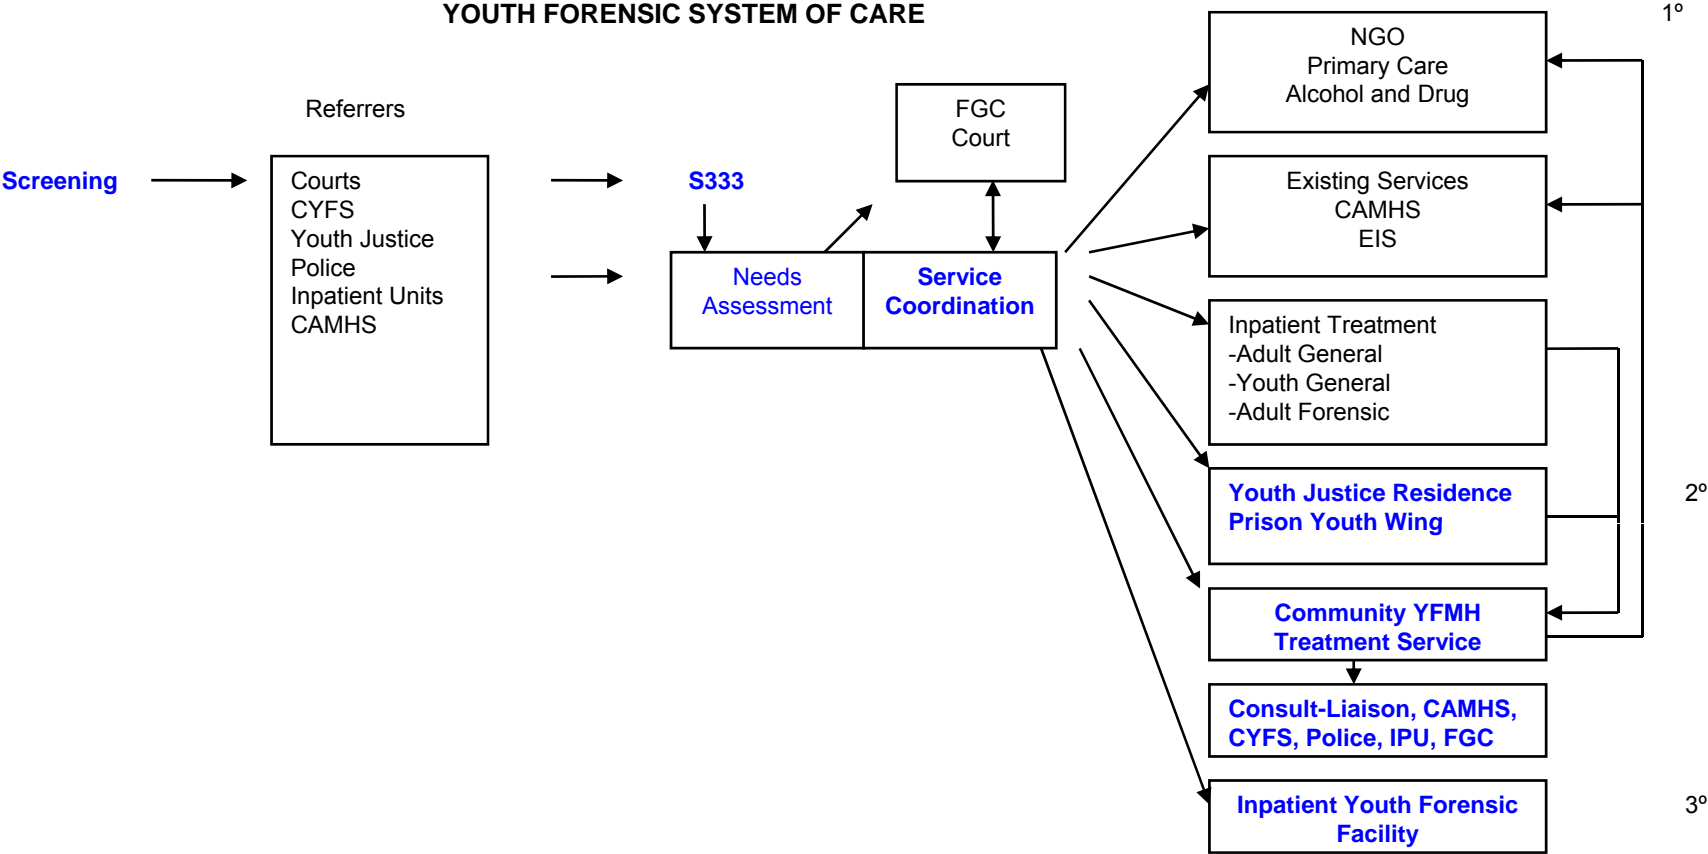 YOUTH FORENSIC SYSTEM OF CARE
1º
NGO
Primary Care
Alcohol and Drug
Referrers
FGC
Court
Screening
Courts
CYFS
Youth Justice
Police
Inpatient Units
CAMHS
S333
Existing Services
CAMHS
EIS
Needs
Assessment
Service
Coordination
Inpatient Treatment
-Adult General
-Youth General
-Adult Forensic
Youth Justice Residence
Prison Youth Wing
2º
Community YFMH
Treatment Service
Consult-Liaison, CAMHS,
CYFS, Police, IPU, FGC
Inpatient Youth Forensic
Facility
3º